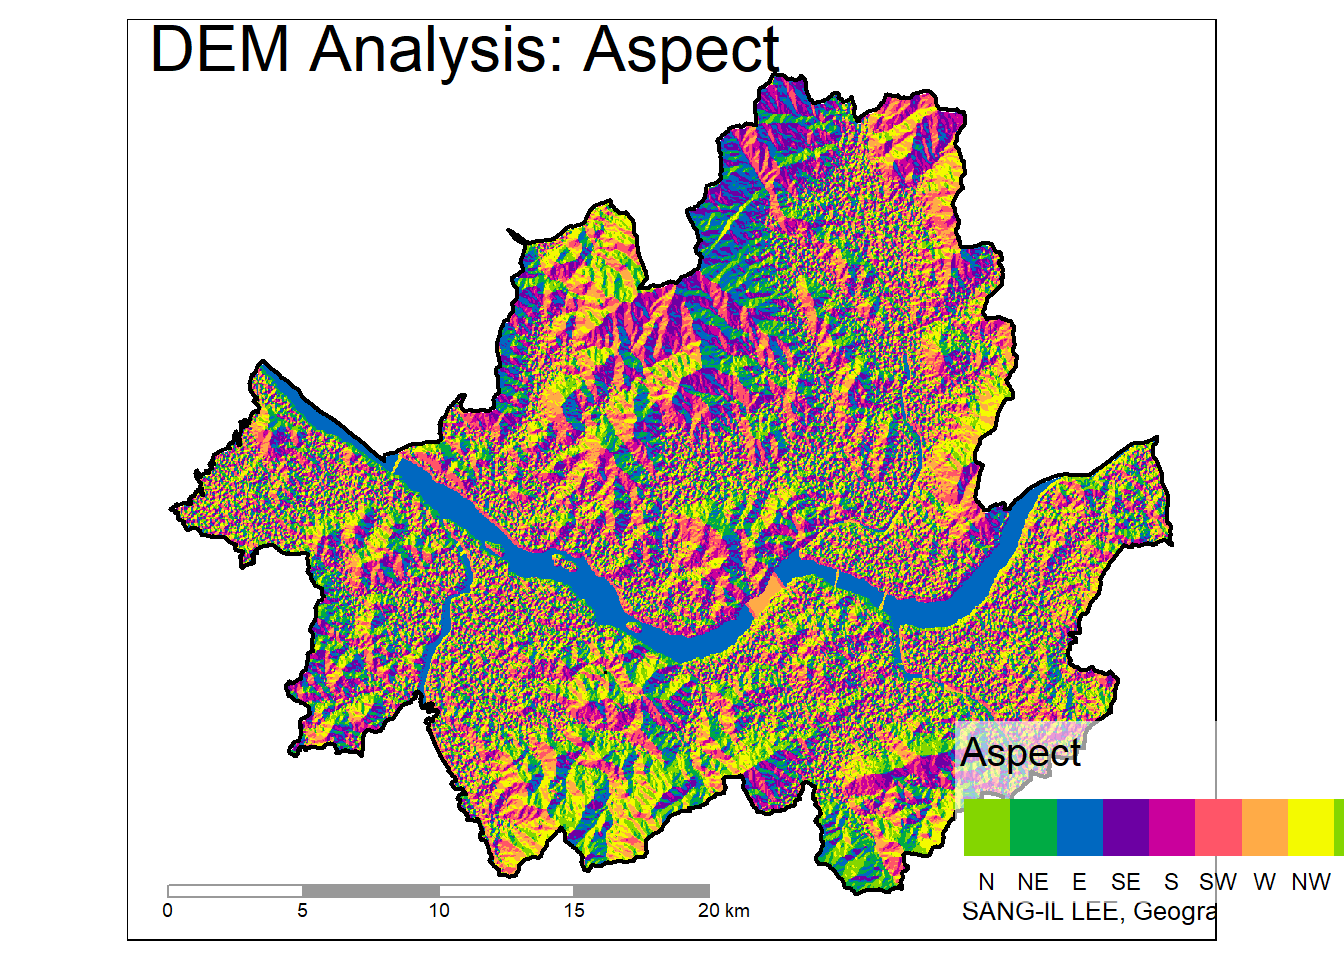 DEM Analysis: Aspect
Aspect
N NE E SE S SW W NW
SANG-IL LEE, Geogra
0 5 10 15 20 km